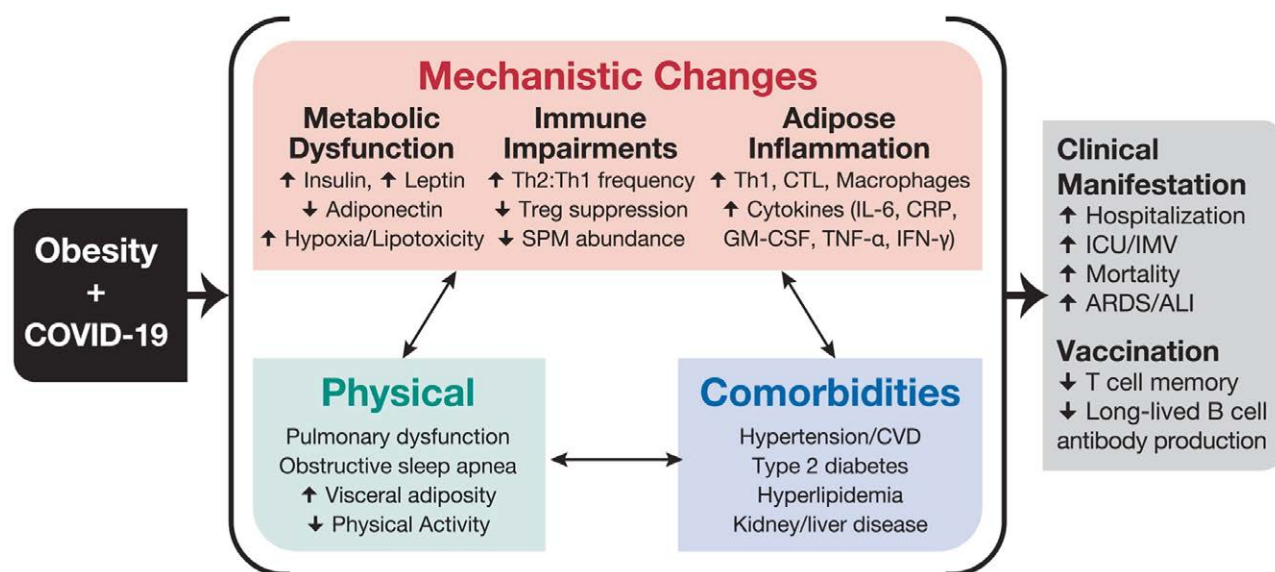 Obesity
+
COVID-19
Mechanistic Changes
Metabolic
Dysfunction
↑ Insulin, ↑ Leptin
↓ Adiponectin
↑ Hypoxia/Lipotoxicity
Immune
Impairments
↑ Th2:Th1 frequency
↓ Treg suppression
↓ SPM abundance
Adipose
Inflammation
↑ Th1, CTL, Macrophages
↑ Cytokines (IL-6, CRP,
GM-CSF, TNF-α, IFN-γ)
Physical
Pulmonary dysfunction
Obstructive sleep apnea
↑ Visceral adiposity
↓ Physical Activity
Comorbidities
Hypertension/CVD
Type 2 diabetes
Hyperlipidemia
Kidney/liver disease
Clinical
Manifestation
↑ Hospitalization
↑ ICU/IMV
↑ Mortality
↑ ARDS/ALI
Vaccination
↓ T cell memory
↓ Long-lived B cell
antibody production